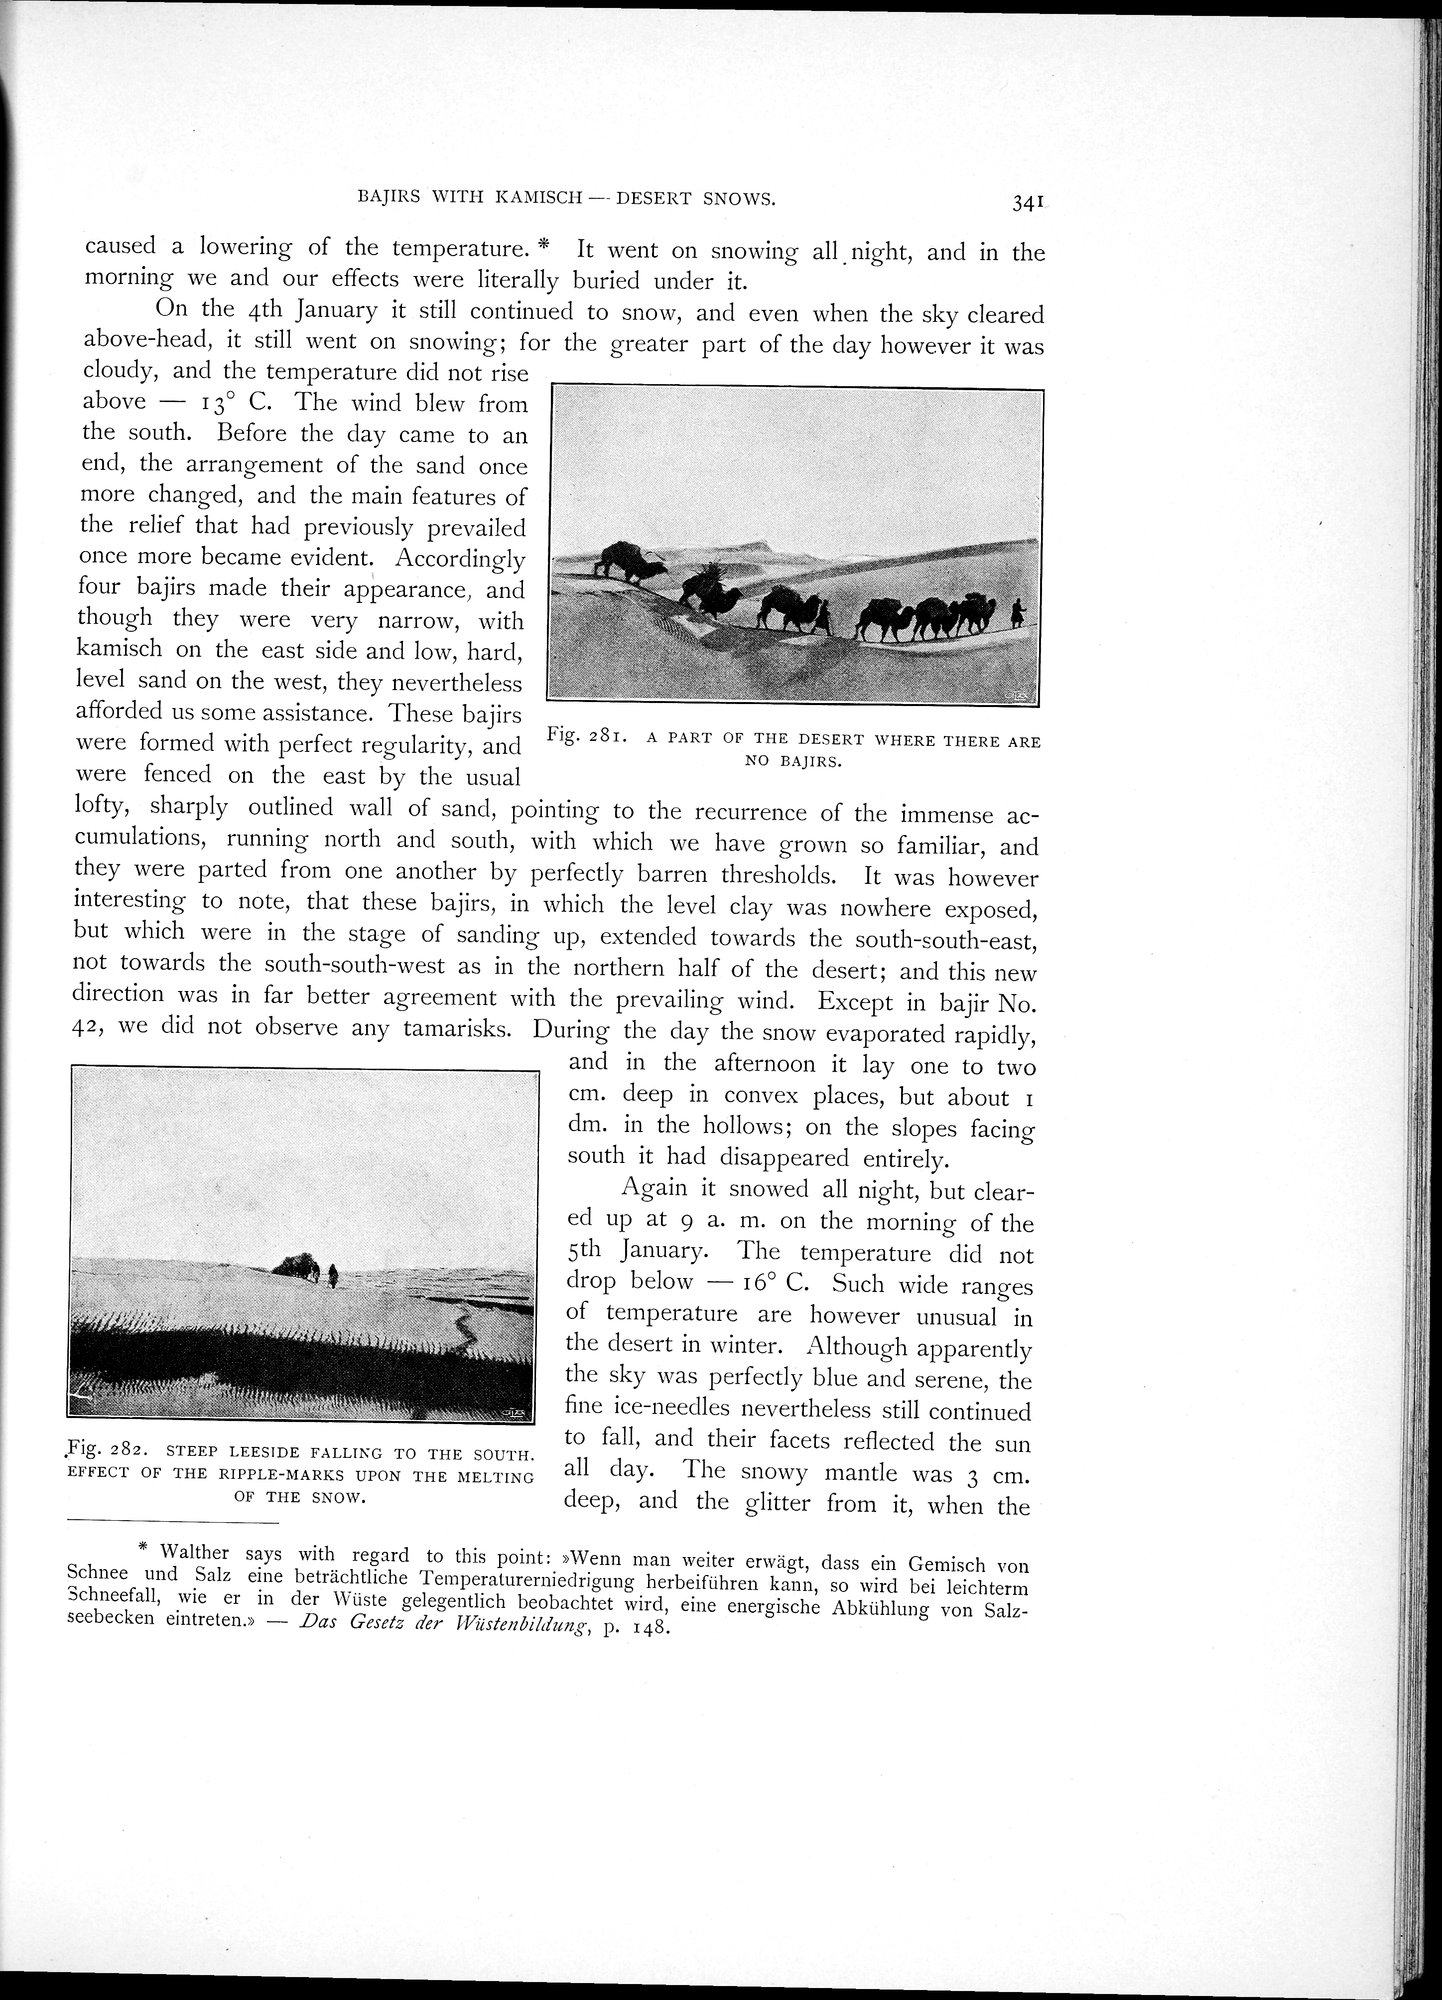 BAJIRS WITH KAMISCH — DESERT SNOWS. 341
caused a lowering of the temperature. * It went on snowing all night, and in the
morning we and our effects were literally buried under it.
On the 4th January it still continued to snow, and even when the sky cleared
above-head, it still went on snowing; for the greater part of the day however it was
cloudy, and the temperature did not rise
above — 13° C. The wind blew from
the south. Before the day came to an
end, the arrangement of the sand once
more changed, and the main features of
the relief that had previously prevailed
once more became evident. Accordingly
four bajirs made their appearance, and
though they were very narrow, with
kamisch on the east side and low, hard,
level sand on the west, they nevertheless
afforded us some assistance. These bajirs
were formed with perfect regularity, and
were fenced on the east by the usual
Fig. 281. A PART OF THE DESERT WHERE THERE ARE
NO BAJIRS.
lofty, sharply outlined wall of sand, pointing to the recurrence of the immense ac-
cumulations, running north and south, with which we have grown so familiar, and
they were parted from one another by perfectly barren thresholds. It was however
interesting to note, that these bajirs, in which the level clay was nowhere exposed,
but which were in the stage of sanding up, extended towards the south-south-east,
not towards the south-south-west as in the northern half of the desert; and this new
direction was in far better agreement with the prevailing wind. Except in bajir No.
42, we did not observe any tamarisks. During the day the snow evaporated rapidly,
and in the afternoon it lay one to two
cm. deep in convex places, but about 1
dm. in the hollows; on the slopes facing
south it had disappeared entirely.
Again it snowed all night, but clear-
ed up at 9 a. m. on the morning of the
5th January. The temperature did not
drop below — 16° C. Such wide ranges
of temperature are however unusual in
the desert in winter. Although apparently
the sky was perfectly blue and serene, the
fine ice-needles nevertheless still continued
to fall, and their facets reflected the sun
all day. The snowy mantle was 3 cm.
deep, and the glitter from it, when the
Fig. 282. STEEP LEESIDE FALLING TO THE SOUTH.
EFFECT OF THE RIPPLE-MARKS UPON THE MELTING
OF THE SNOW.
* Walther says with regard to this point: »Wenn man weiter erwägt, dass ein Gemisch von
Schnee und Salz eine beträchtliche Temperaturerniedrigung herbeiführen kann, so wird bei leichterm
Schneefall, wie er in der Wüste gelegentlich beobachtet wird, eine energische Abkühlung von Salz-
seebecken eintreten.» — Das Gesetz der Wüstenbildung, p. 148.